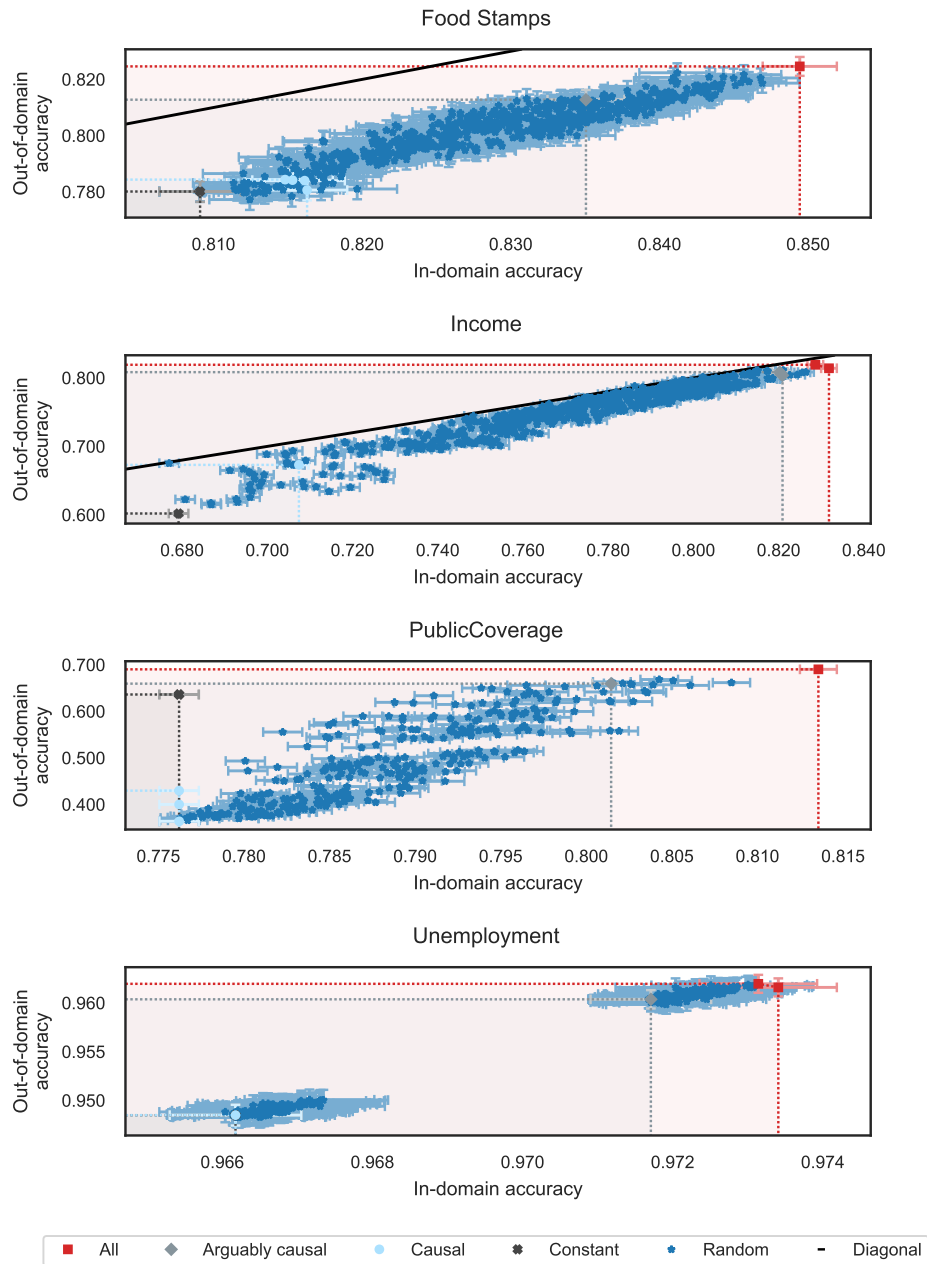 Food Stamps
Out-of-domain
accuracy
0.820
0.800
0.780
0.810 0.820 0.830 0.840 0.850
In-domain accuracy
Income
Out-of-domain
accuracy
0.800
0.700
0.600
0.680 0.700 0.720 0.740 0.760 0.780 0.800 0.820 0.840
In-domain accuracy
PublicCoverage
Out-of-domain
accuracy
0.700
0.600
0.500
0.400
0.775 0.780 0.785 0.790 0.795 0.800 0.805 0.810 0.815
In-domain accuracy
Unemployment
Out-of-domain
accuracy
0.960
0.955
0.950
0.966 0.968 0.970 0.972 0.974
In-domain accuracy
All Arguably causal Causal Constant Random Diagonal